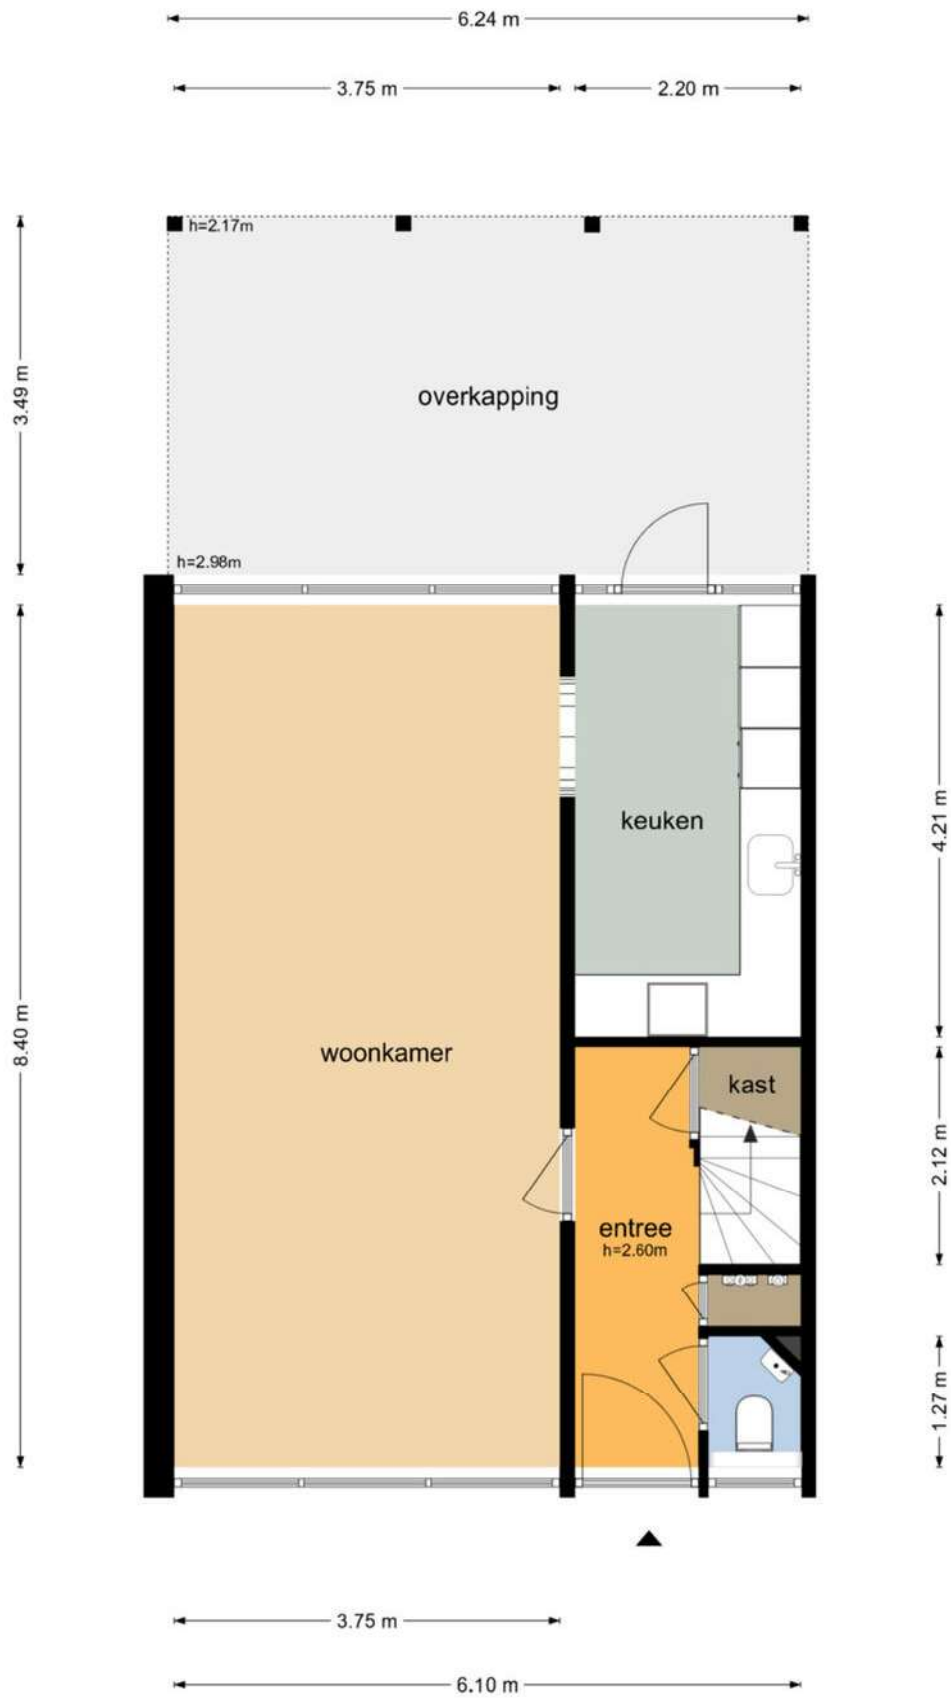 6.24 m
3.75 m
2.20 m
h=2.17m
3.49 m
overkapping
h=2.98m
4.21 m
keuken
8.40 m
woonkamer
kast
2.12 m
entree
h=2.60m
1.27 m
3.75 m
6.10 m